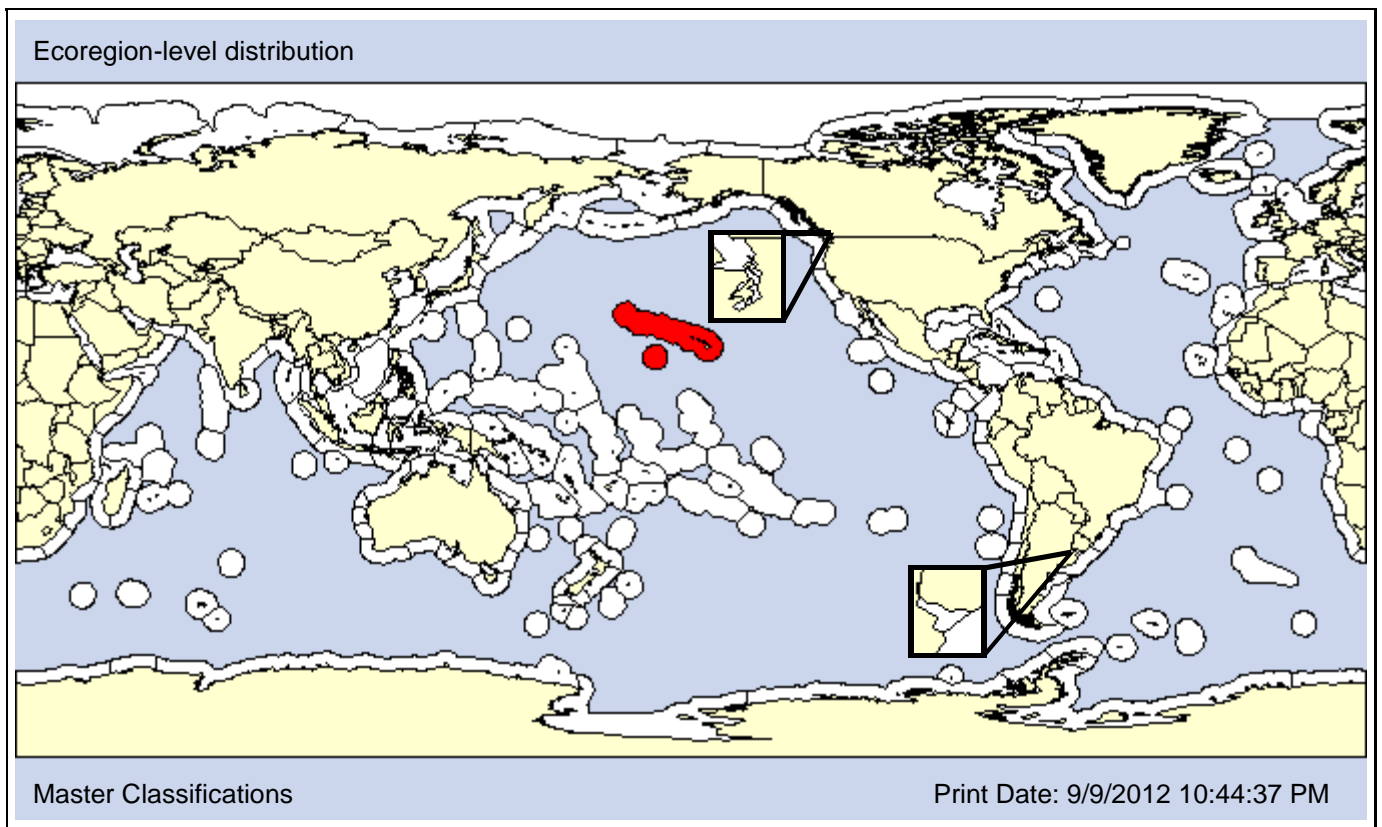 Ecoregion-level distribution
Master Classifications
Print Date: 9/9/2012 10:44:37 PM